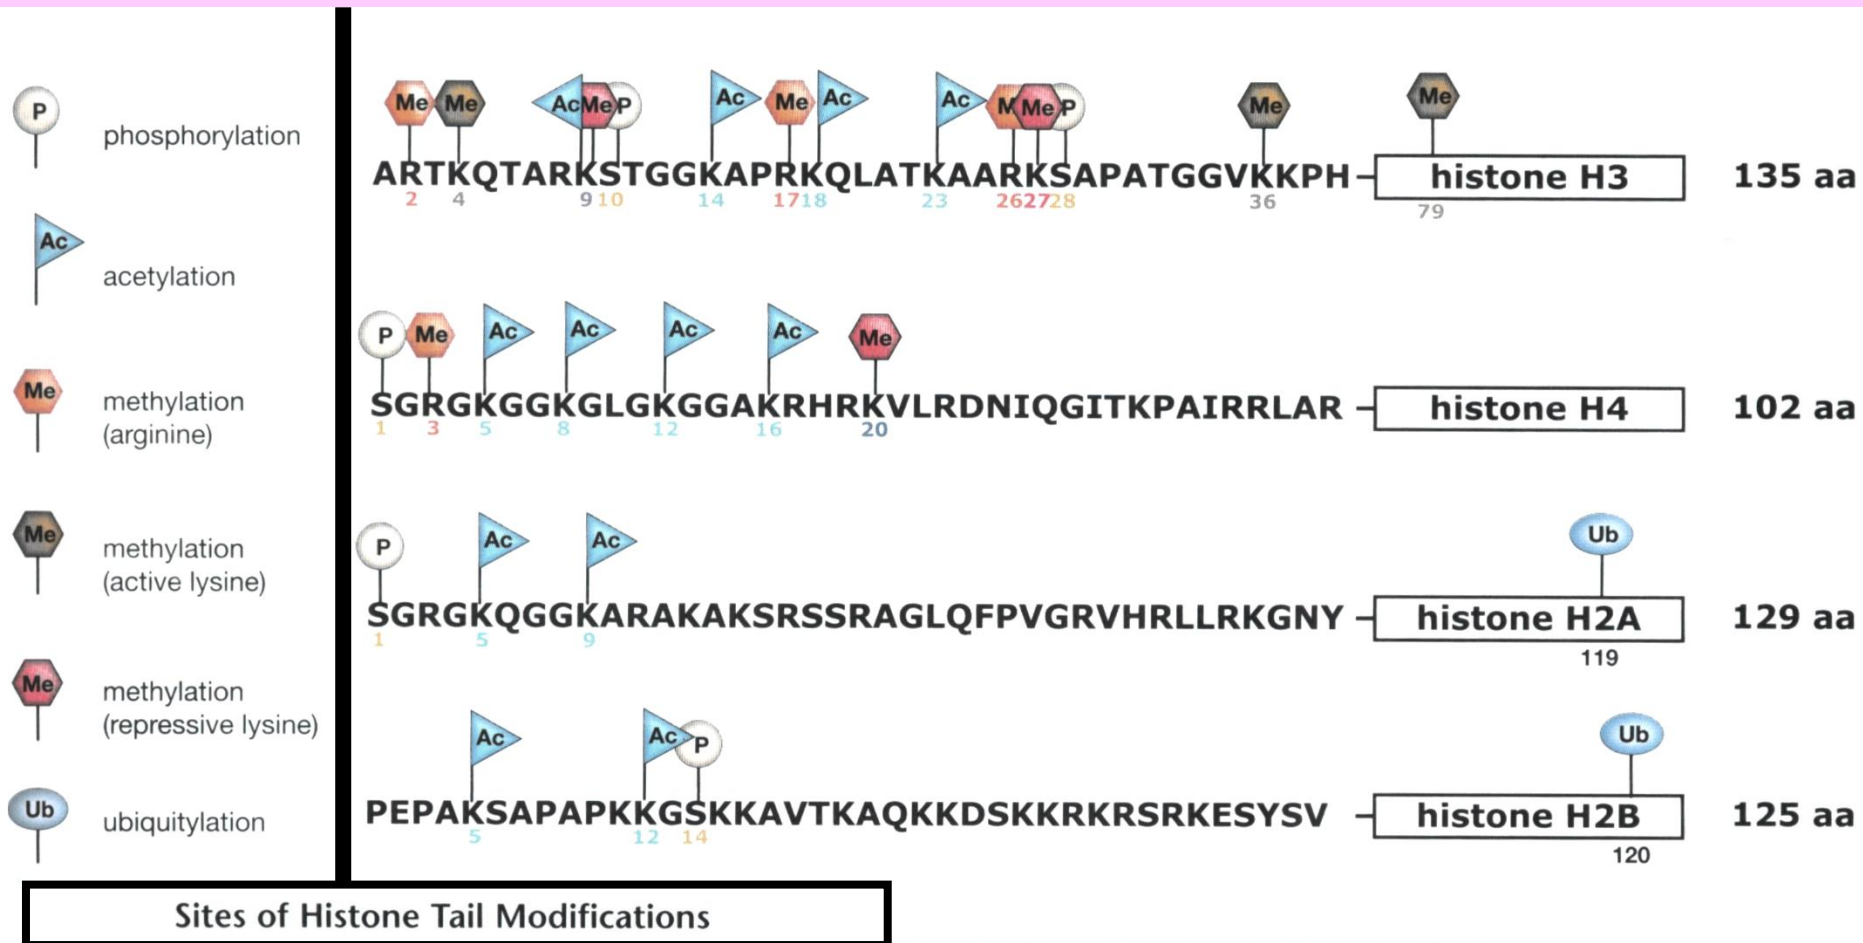 P
phosphorylation
Ac
acetylation
Me
methylation
(arginine)
Me
methylation
(active lysine)
Me
methylation
(repressive lysine)
Ub
ubiquitylation
Me Me Ac Me P Ac Me Ac Ac M Me P Me Me
ARTKQTARKSTGGKAPRKQLATKAARKSAPATGGVKKPH histone H3 135 aa
2 4 9 10 14 17 18 23 26 27 28 36 79
P Me Ac Ac Ac Ac Me
SGRGKGGKGLGKGGAKRHRKVLRDNIQGITKPAIRRLAR histone H4 102 aa
1 3 5 8 12 16 20
P Ac Ac Ub
SGRGKQGGKARAKAKSRSSRAGLQFPVGRVHRLLRKGNY histone H2A 129 aa
1 5 9 119
Ac Ac P Ub
PEPAKSAPAPKKGSKKAVTKAQKKDSKKRKRSRKESYSV histone H2B 125 aa
5 12 14 120
Sites of Histone Tail Modifications